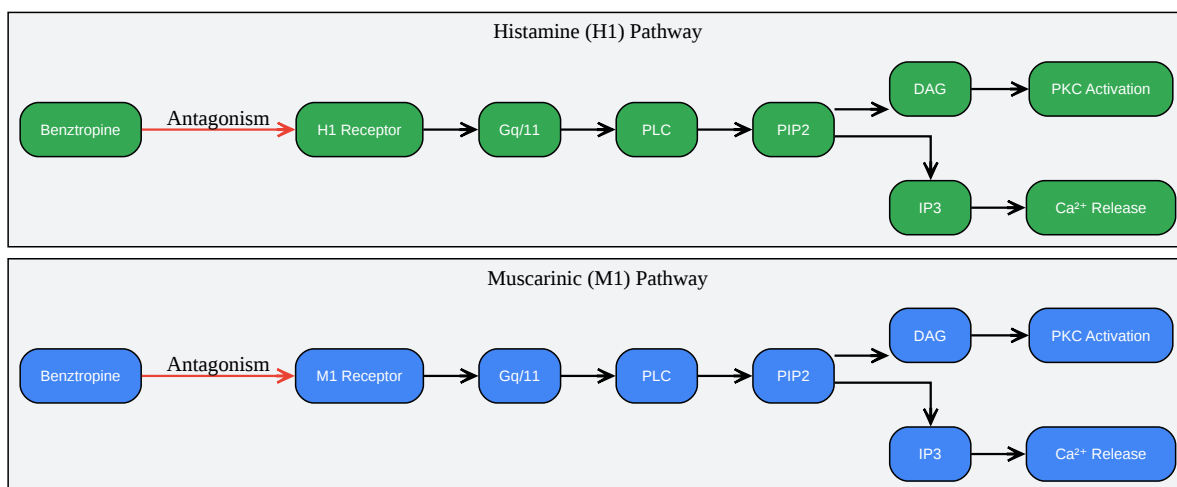 Histamine (H1) Pathway
Benztropine
Antagonism
H1 Receptor
Gq/11
PLC
PIP2
DAG
PKC Activation
IP3
Ca²⁺ Release
Muscarinic (M1) Pathway
Benztropine
Antagonism
M1 Receptor
Gq/11
PLC
PIP2
DAG
PKC Activation
IP3
Ca²⁺ Release